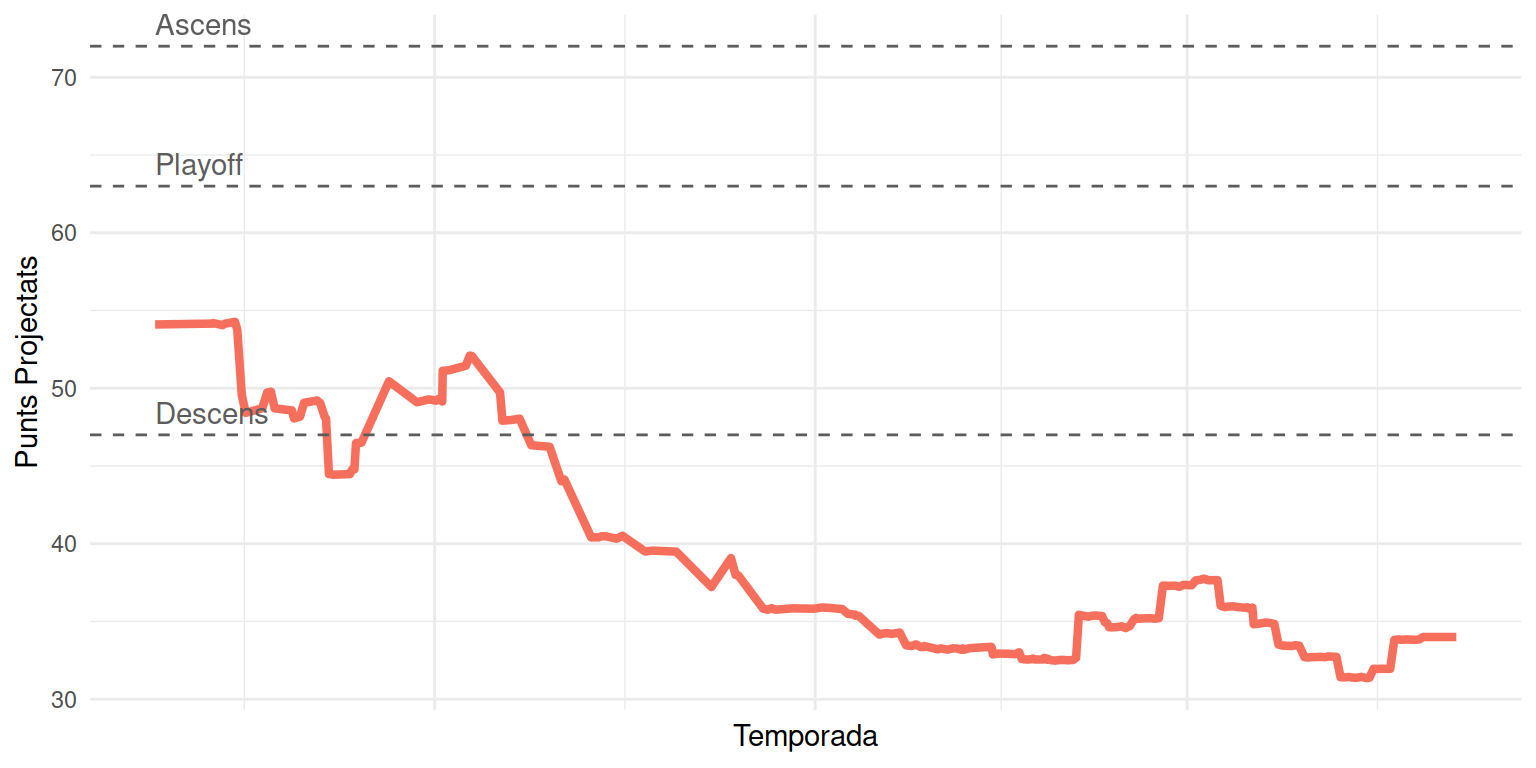 Ascens
70
Playoff
60
50
Descens
40
30
Punts Projectats
Temporada